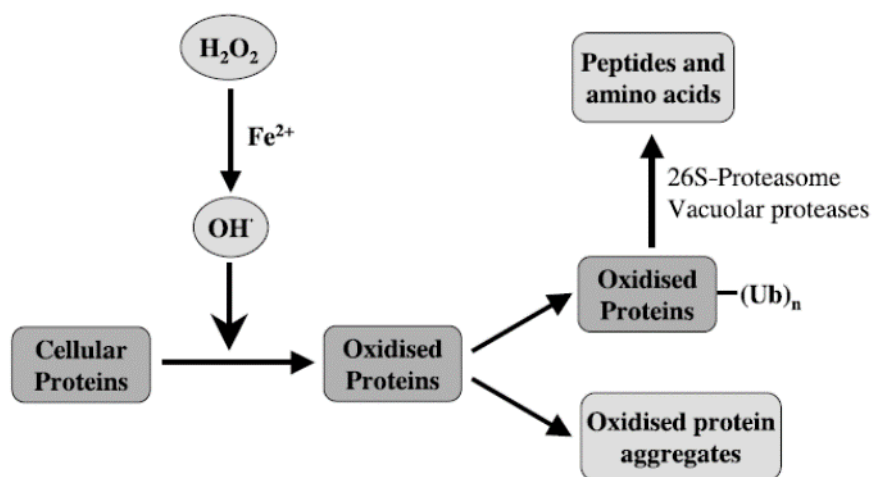 H₂O₂
Fe²⁺
OH·
Cellular
Proteins
Oxidised
Proteins
Peptides and
amino acids
26S-Proteasome
Vacuolar proteases
Oxidised
Proteins
(Ub)ₙ
Oxidised protein
aggregates